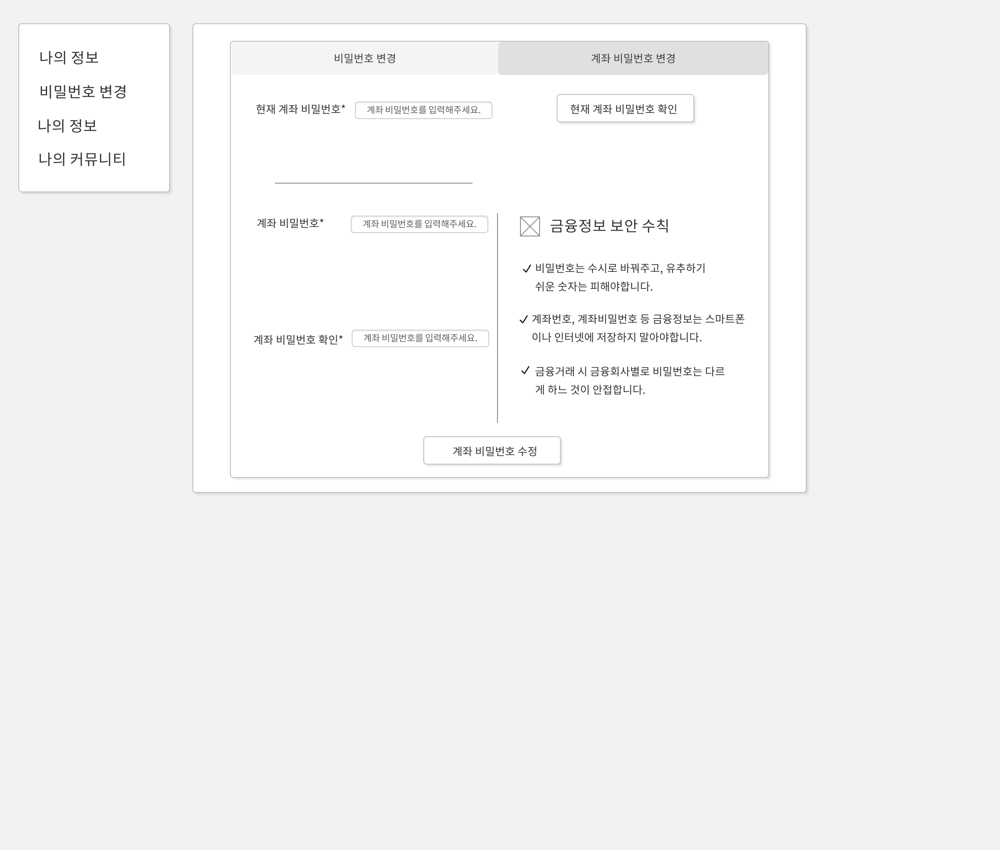 나의 정보
비밀번호 변경
나의 정보
나의 커뮤니티
비밀번호 변경
계좌 비밀번호 변경
현재 계좌 비밀번호*
계좌 비밀번호를 입력해주세요.
현재 계좌 비밀번호 확인
계좌 비밀번호*
계좌 비밀번호를 입력해주세요.
계좌 비밀번호 확인*
계좌 비밀번호를 입력해주세요.
금융정보 보안 수칙
비밀번호는 수시로 바꿔주고, 유추하기
쉬운 숫자는 피해야합니다.
계좌번호, 계좌비밀번호 등 금융정보는 스마트폰
이나 인터넷에 저장하지 말아야합니다.
금융거래 시 금융회사별로 비밀번호는 다르
게 하느 것이 안접합니다.
계좌 비밀번호 수정